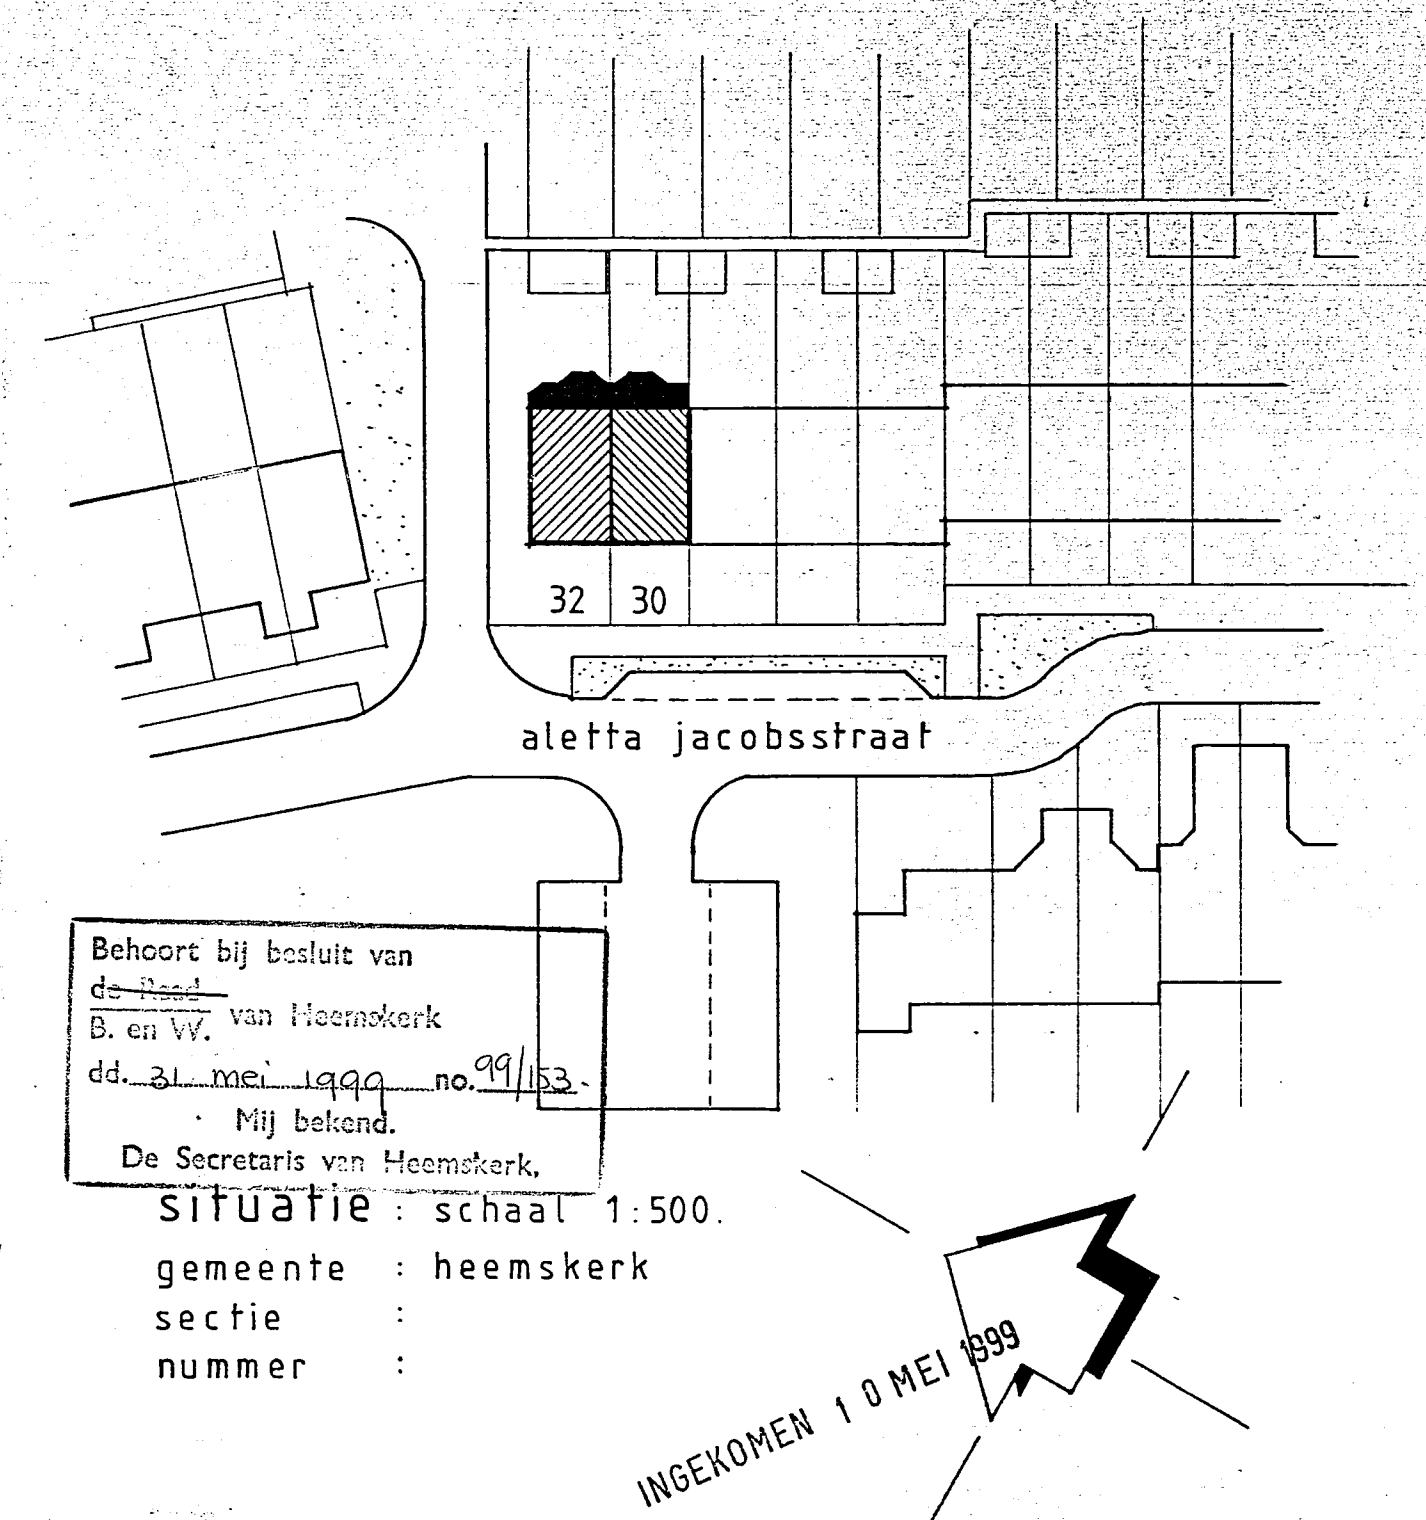 32 30
aletta jacobsstraat
Behoort bij besluit van
de Raad
B. en W. van Heemskerk
dd. 31 mei 1999 no. 99/153.-
Mij bekend.
De Secretaris van Heemskerk,
situatie : schaal 1:500.
gemeente : heemskerk
sectie :
nummer :
INGEKOMEN 10 MEI 1999